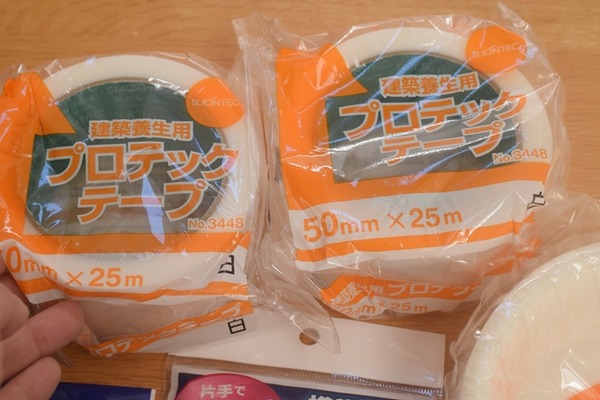 SLIONTEC
建築養生用
プロテック
テープ
No.3448
0mm×25m
白
SLIONTEC
建築養生用
プロテック
テープ
No.3448
50mm×25m
片手で